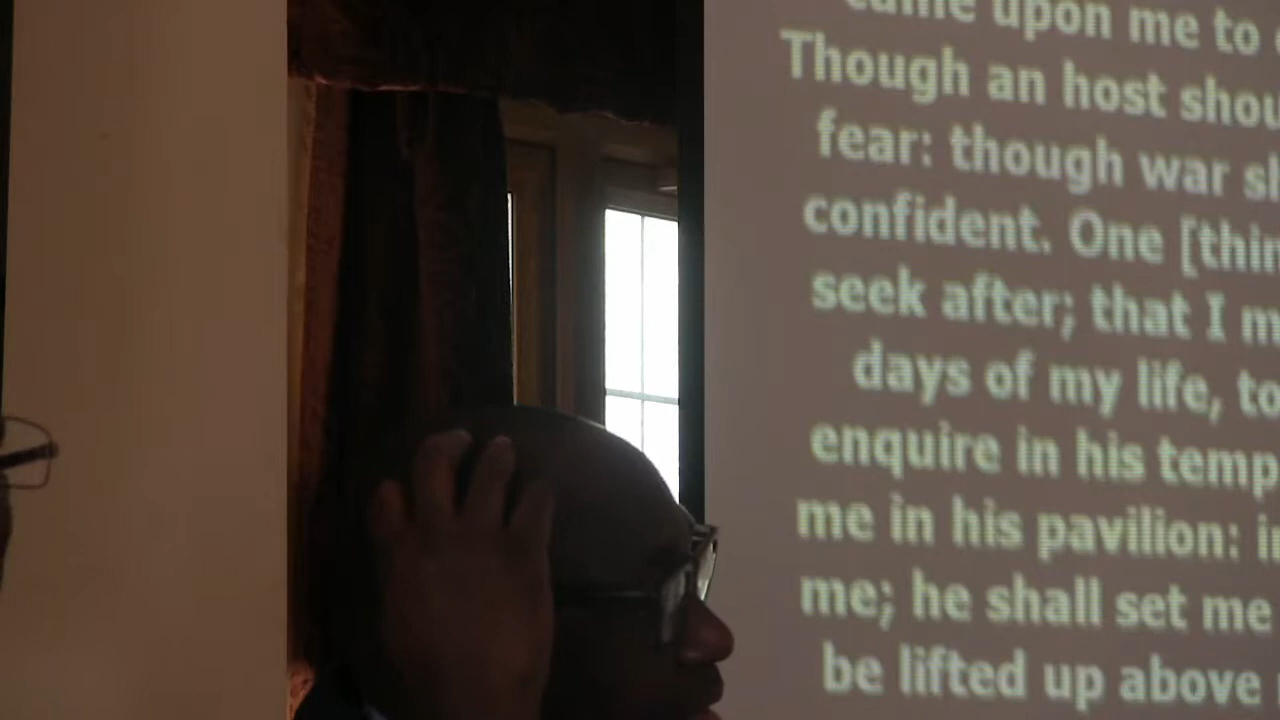 came upon me to
Though an host shou
fear: though war sh
confident. One [thin
seek after; that I m
days of my life, to
enquire in his temp
me in his pavilion: in
me; he shall set me
be lifted up above